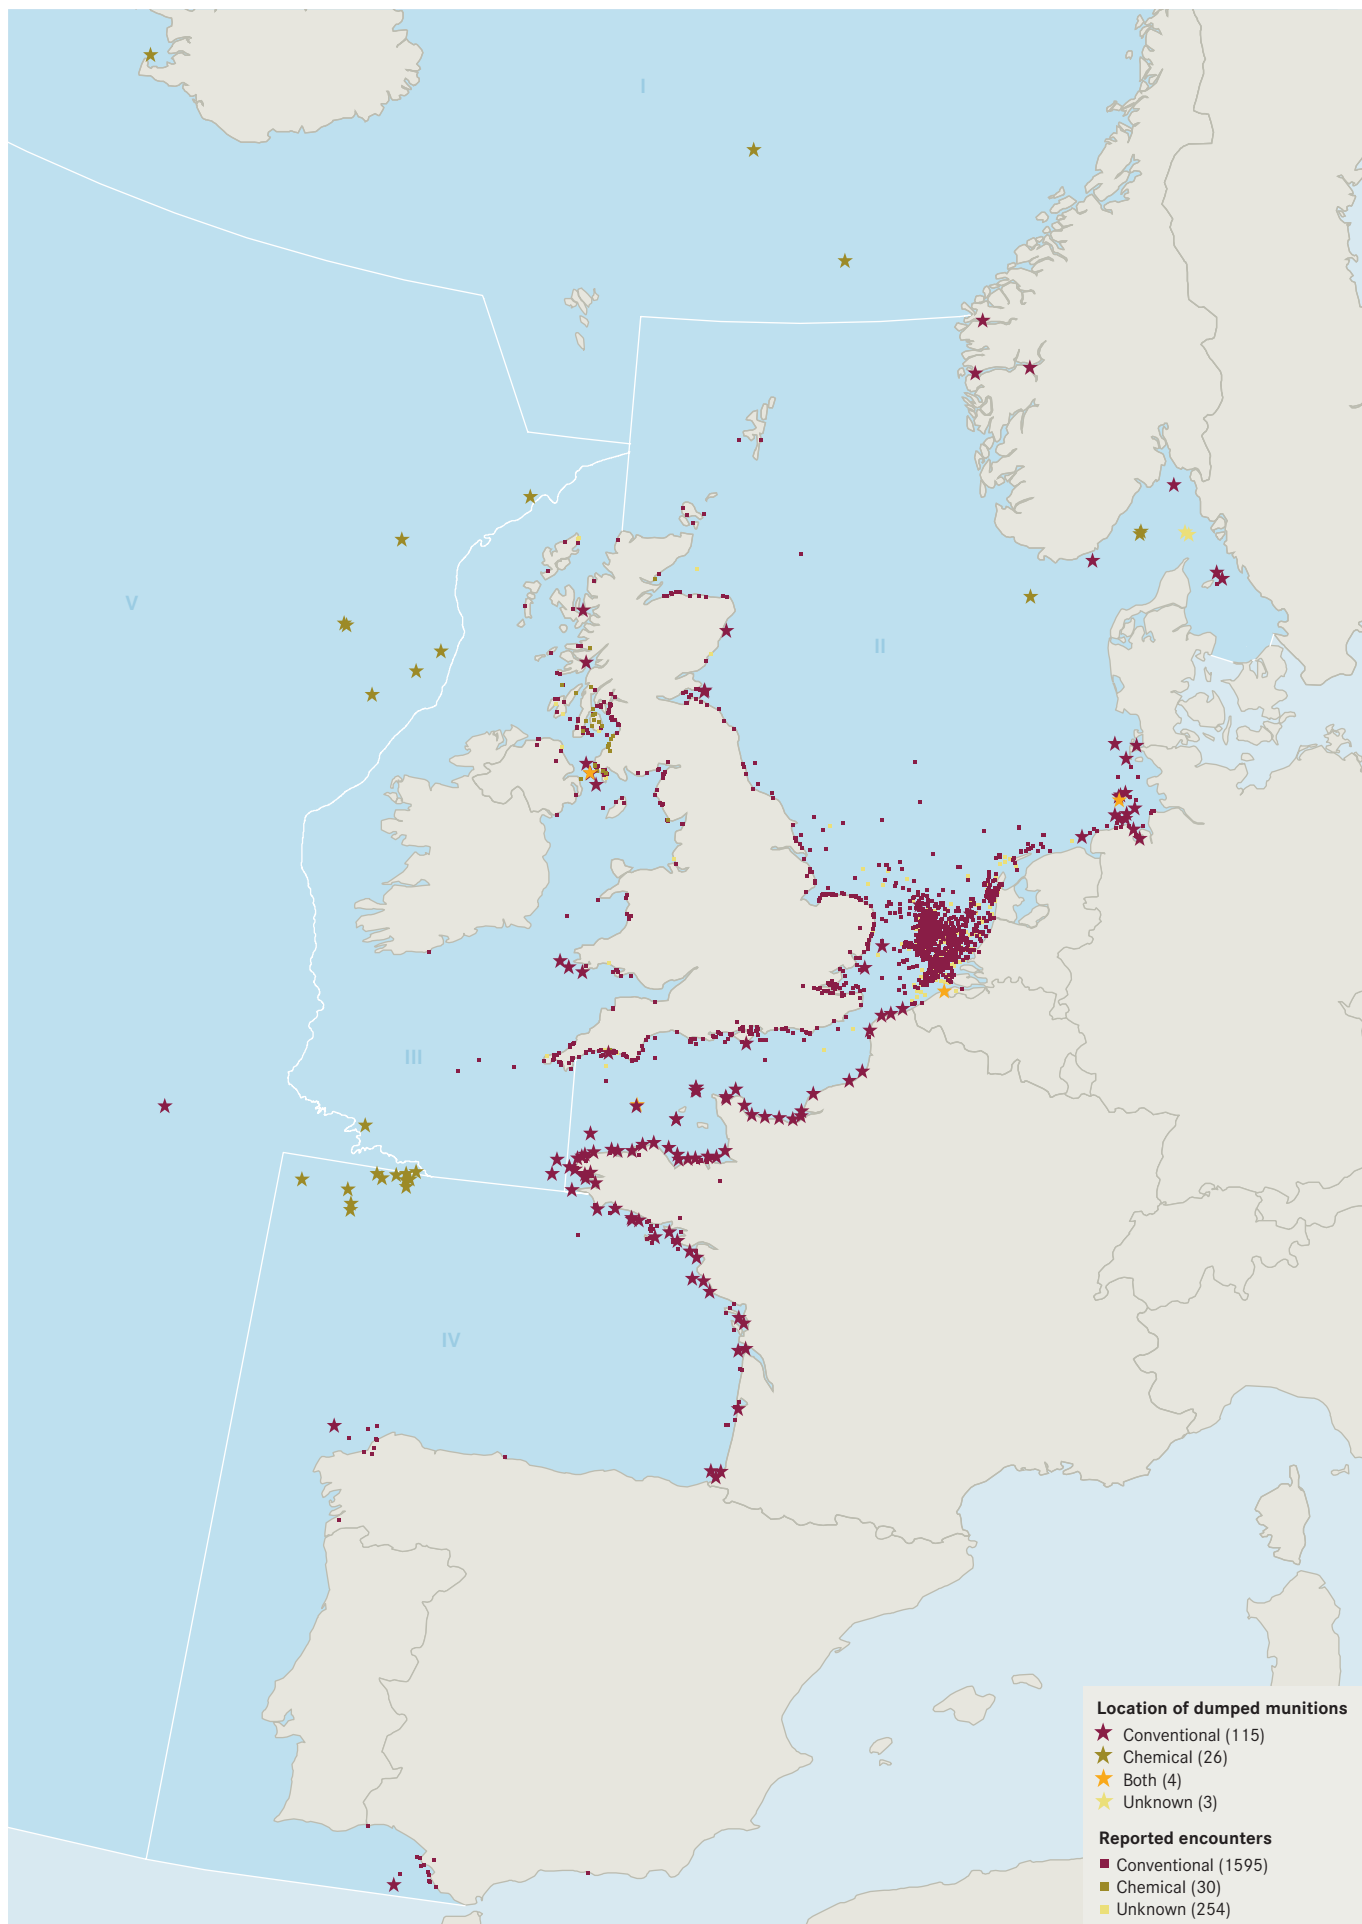 I
V
II
III
IV
Location of dumped munitions
Conventional (115)
Chemical (26)
Both (4)
Unknown (3)
Reported encounters
Conventional (1595)
Chemical (30)
Unknown (254)